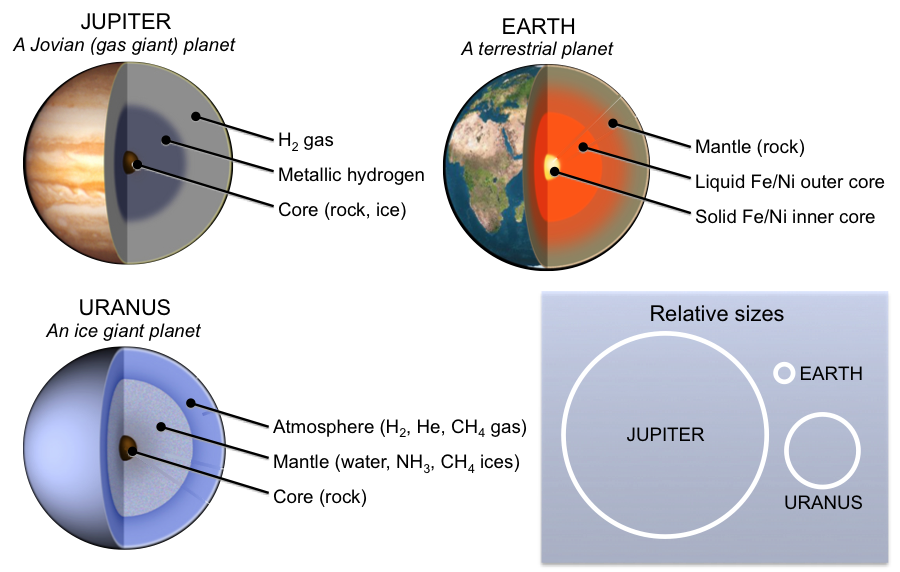 JUPITER
A Jovian (gas giant) planet
H₂ gas
Metallic hydrogen
Core (rock, ice)
EARTH
A terrestrial planet
Mantle (rock)
Liquid Fe/Ni outer core
Solid Fe/Ni inner core
URANUS
An ice giant planet
Atmosphere (H₂, He, CH₄ gas)
Mantle (water, NH₃, CH₄ ices)
Core (rock)
Relative sizes
JUPITER
EARTH
URANUS